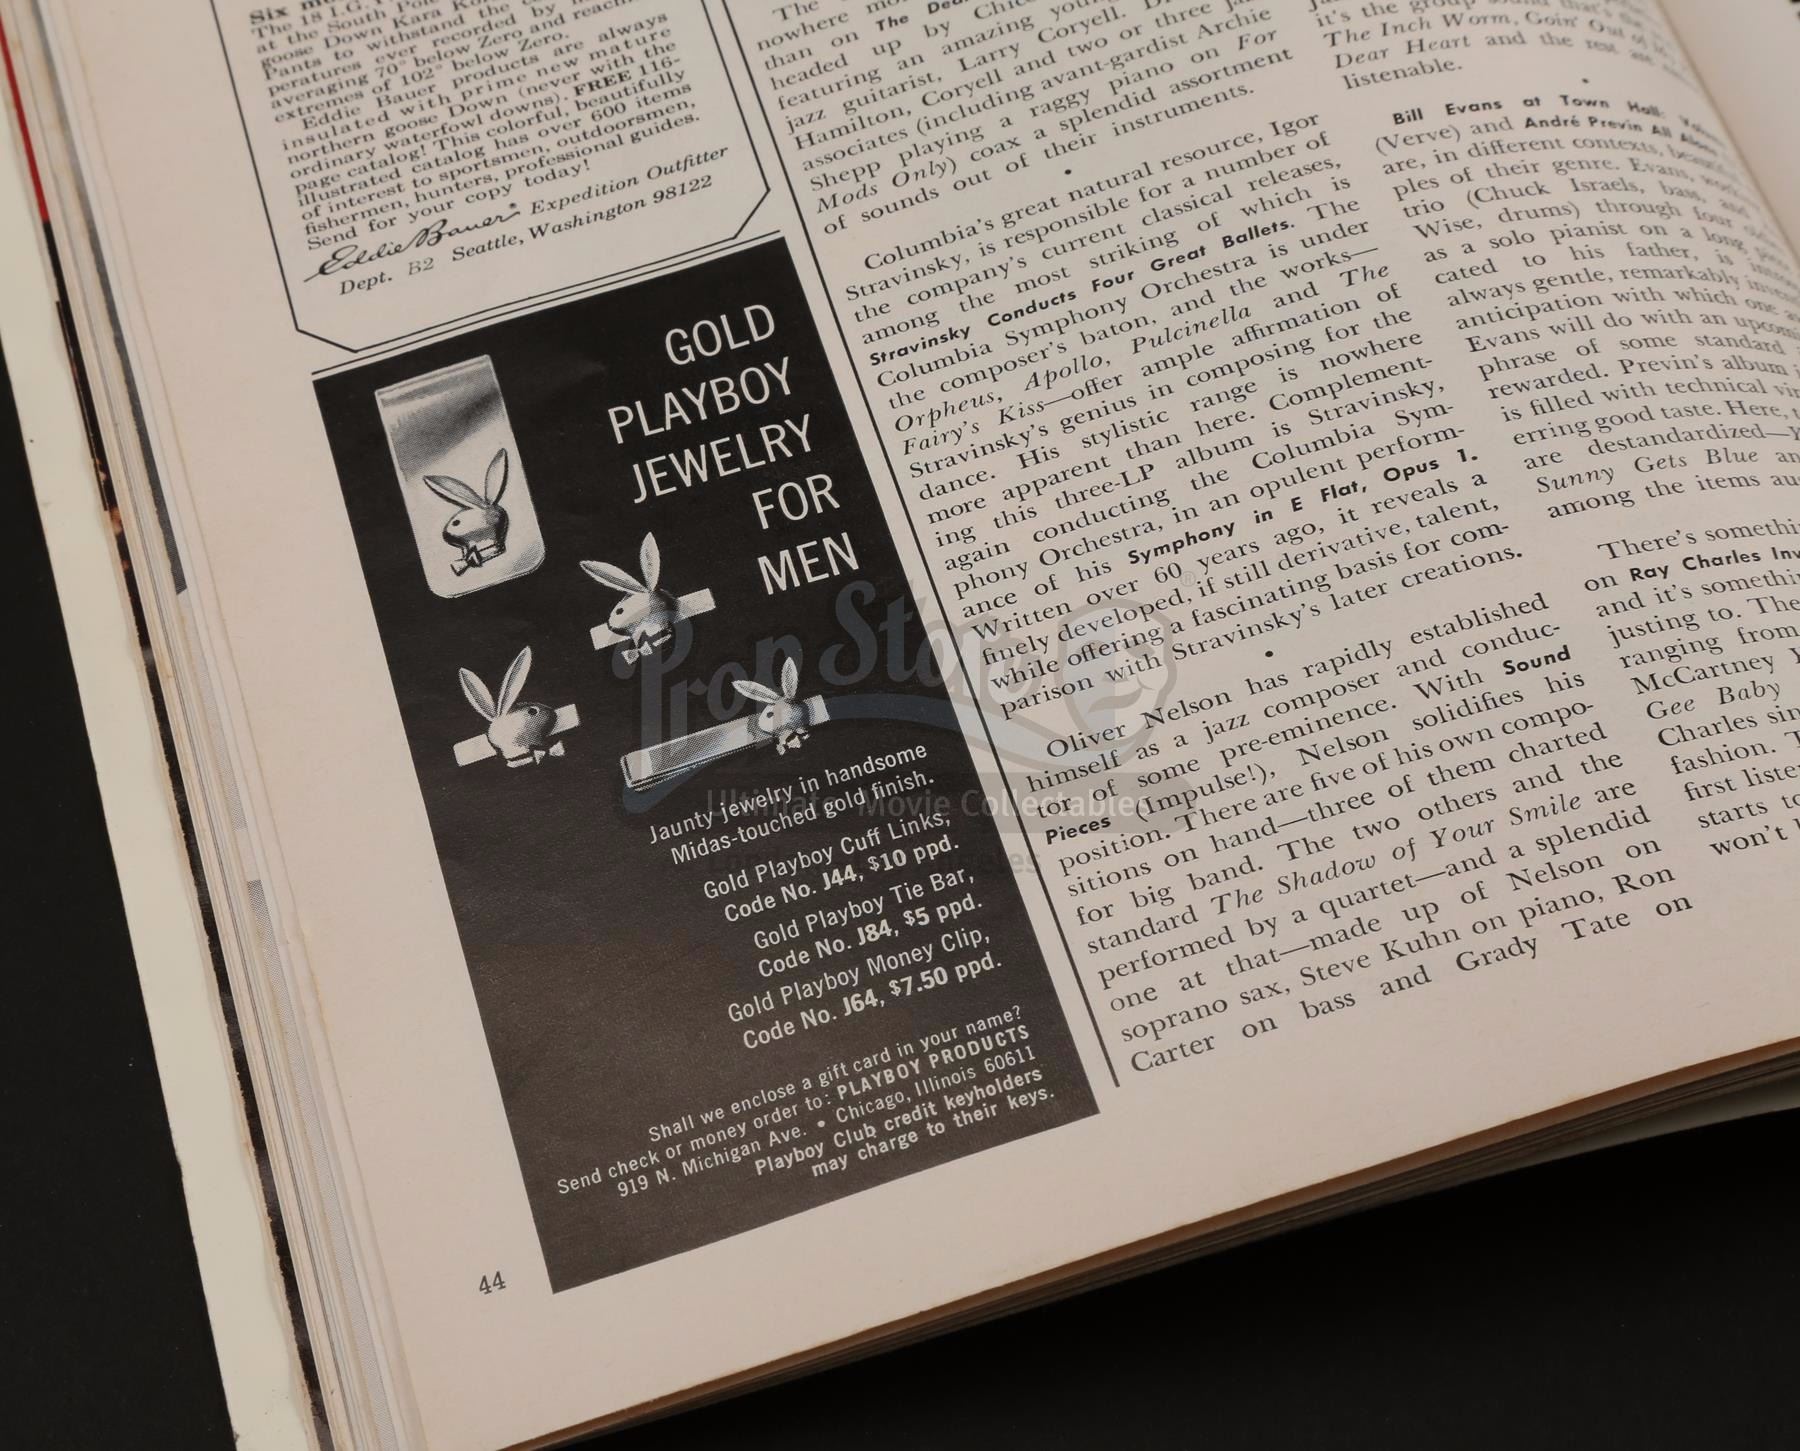 Six
The 18 I.G.Y.
at the South Pole
goose Down Kara Kor
Pants to withstand the
peratures ever recorded by
averaging 70° below Zero and reach
extremes of 102° below Zero.
Eddie Bauer products are always
insulated with prime new mature
northern goose Down (never with the
ordinary waterfowl downs). FREE 116-
page catalog! This colorful, beautifully
illustrated catalog has over 600 items
of interest to sportsmen, outdoorsmen,
fishermen, hunters, professional guides.
Send for your copy today!
Eddie Bauer® Expedition Outfitter
Dept. B2 Seattle, Washington 98122
GOLD
PLAYBOY
JEWELRY
FOR
MEN
Jaunty jewelry in handsome
Midas-touched gold finish.
Gold Playboy Cuff Links,
Code No. J44, $10 ppd.
Gold Playboy Tie Bar,
Code No. J84, $5 ppd.
Gold Playboy Money Clip,
Code No. J64, $7.50 ppd.
Shall we enclose a gift card in your name?
Send check or money order to: PLAYBOY PRODUCTS
919 N. Michigan Ave. • Chicago, Illinois 60611
Playboy Club credit keyholders
may charge to their keys.
44
The
nowhere
than on The
headed up by
featuring an amazing
jazz guitarist, Larry Coryell.
Hamilton, Coryell and two or three
associates (including avant-gardist Archie
Shepp playing a raggy piano on For
Mods Only) coax a splendid assortment
of sounds out of their instruments.
•
Columbia's great natural resource, Igor
Stravinsky, is responsible for a number of
the company's current classical releases,
among the most striking of which is
Stravinsky Conducts Four Great Ballets. The
Columbia Symphony Orchestra is under
the composer's baton, and the works—
Orpheus, Apollo, Pulcinella and The
Fairy's Kiss—offer ample affirmation of
Stravinsky's genius in composing for the
dance. His stylistic range is nowhere
more apparent than here. Complement-
ing this three-LP album is Stravinsky,
again conducting the Columbia Sym-
phony Orchestra, in an opulent perform-
ance of his Symphony in E Flat, Opus 1.
Written over 60 years ago, it reveals a
finely developed, if still derivative, talent,
while offering a fascinating basis for com-
parison with Stravinsky's later creations.
•
Oliver Nelson has rapidly established
himself as a jazz composer and conduc-
tor of some pre-eminence. With Sound
Pieces (Impulse!), Nelson solidifies his
position. There are five of his own compo-
sitions on hand—three of them charted
for big band. The two others and the
standard The Shadow of Your Smile are
performed by a quartet—and a splendid
one at that—made up of Nelson on
soprano sax, Steve Kuhn on piano, Ron
Carter on bass and Grady Tate on
it's the group sound that's the
The Inch Worm, Goin' Out of
Dear Heart and the rest are
listenable.
•
Bill Evans at Town Hall:
(Verve) and André Previn All Alone
are, in different contexts,
ples of their genre. Evans,
trio (Chuck Israels, bass, and
Wise, drums) through four
as a solo pianist on a long
cated to his father, is
always gentle, remarkably
anticipation with which one
Evans will do with an upcoming
phrase of some standard
rewarded. Previn's album
is filled with technical
erring good taste. Here,
are destandardized—
Sunny Gets Blue
among the items
There's
on Ray Charles
and it's
justing to.
ranging from
McCartney
Gee Baby
Charles
fashion.
first
starts
won't
Prop Store
Ultimate Movie Collectables